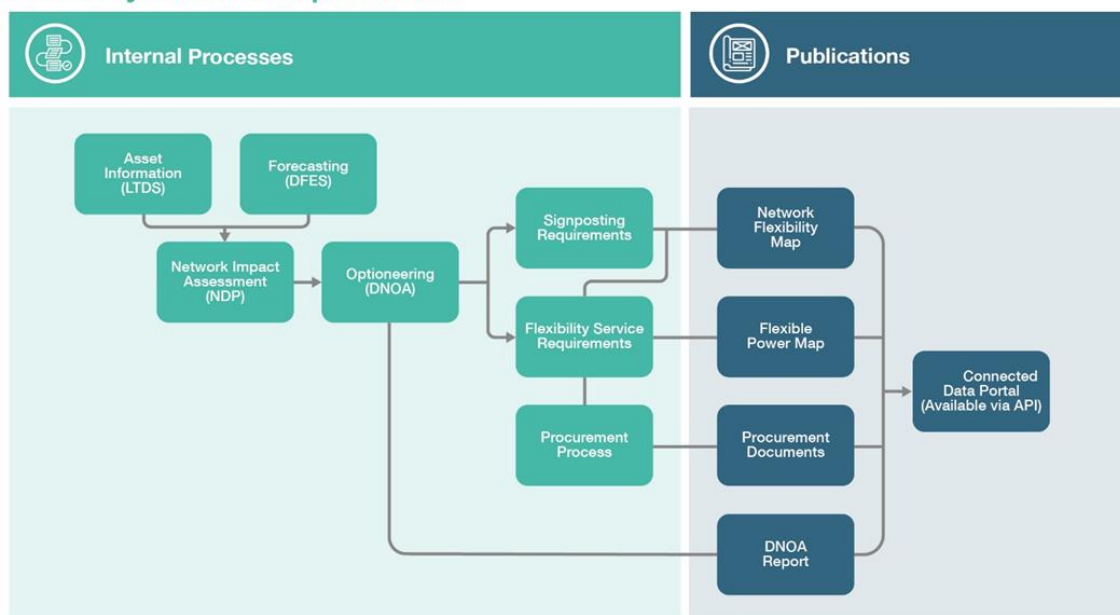 Internal Processes
Publications
Asset
Information
(LTDS)
Forecasting
(DFES)
Network Impact
Assessment
(NDP)
Optioneering
(DNOA)
Signposting
Requirements
Flexibility Service
Requirements
Procurement
Process
Network
Flexibility
Map
Flexible
Power Map
Procurement
Documents
DNOA
Report
Connected
Data Portal
(Available via API)